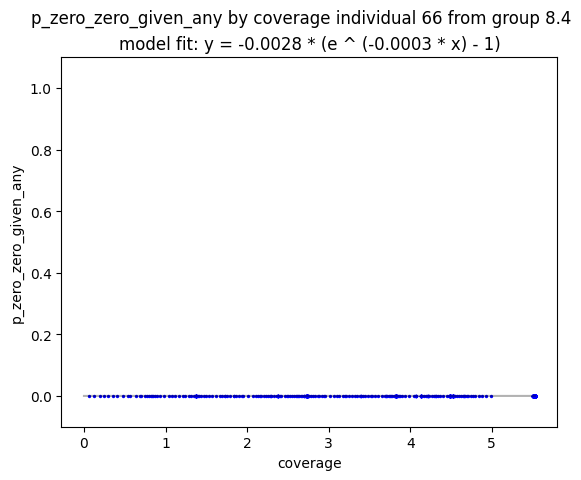 p_zero_zero_given_any by coverage individual 66 from group 8.4
model fit: y = -0.0028 * (e ^ (-0.0003 * x) - 1)
1.0
0.8
0.6
0.4
0.2
0.0
p_zero_zero_given_any
0 1 2 3 4 5
coverage